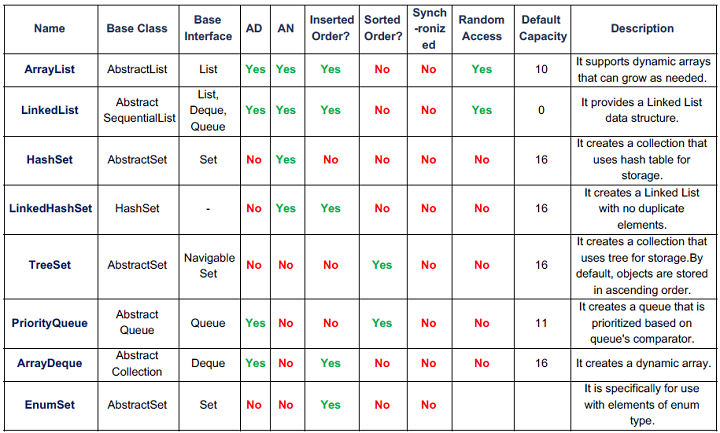 Name Base Class Base Interface AD AN Inserted Order? Sorted Order? Synch -roniz ed Random Access Default Capacity Description
ArrayList AbstractList List Yes Yes Yes No No Yes 10 It supports dynamic arrays that can grow as needed.
LinkedList Abstract SequentialList List, Deque, Queue Yes Yes Yes No No Yes 0 It provides a Linked List data structure.
HashSet AbstractSet Set No Yes No No No No 16 It creates a collection that uses hash table for storage.
LinkedHashSet HashSet - No Yes Yes No No No 16 It creates a Linked List with no duplicate elements.
TreeSet AbstractSet Navigable Set No No No Yes No No 16 It creates a collection that uses tree for storage.By default, objects are stored in ascending order.
PriorityQueue Abstract Queue Queue Yes No No Yes No No 11 It creates a queue that is prioritized based on queue's comparator.
ArrayDeque Abstract Collection Deque Yes No Yes No No No 16 It creates a dynamic array.
EnumSet AbstractSet Set No No Yes No No It is specifically for use with elements of enum type.